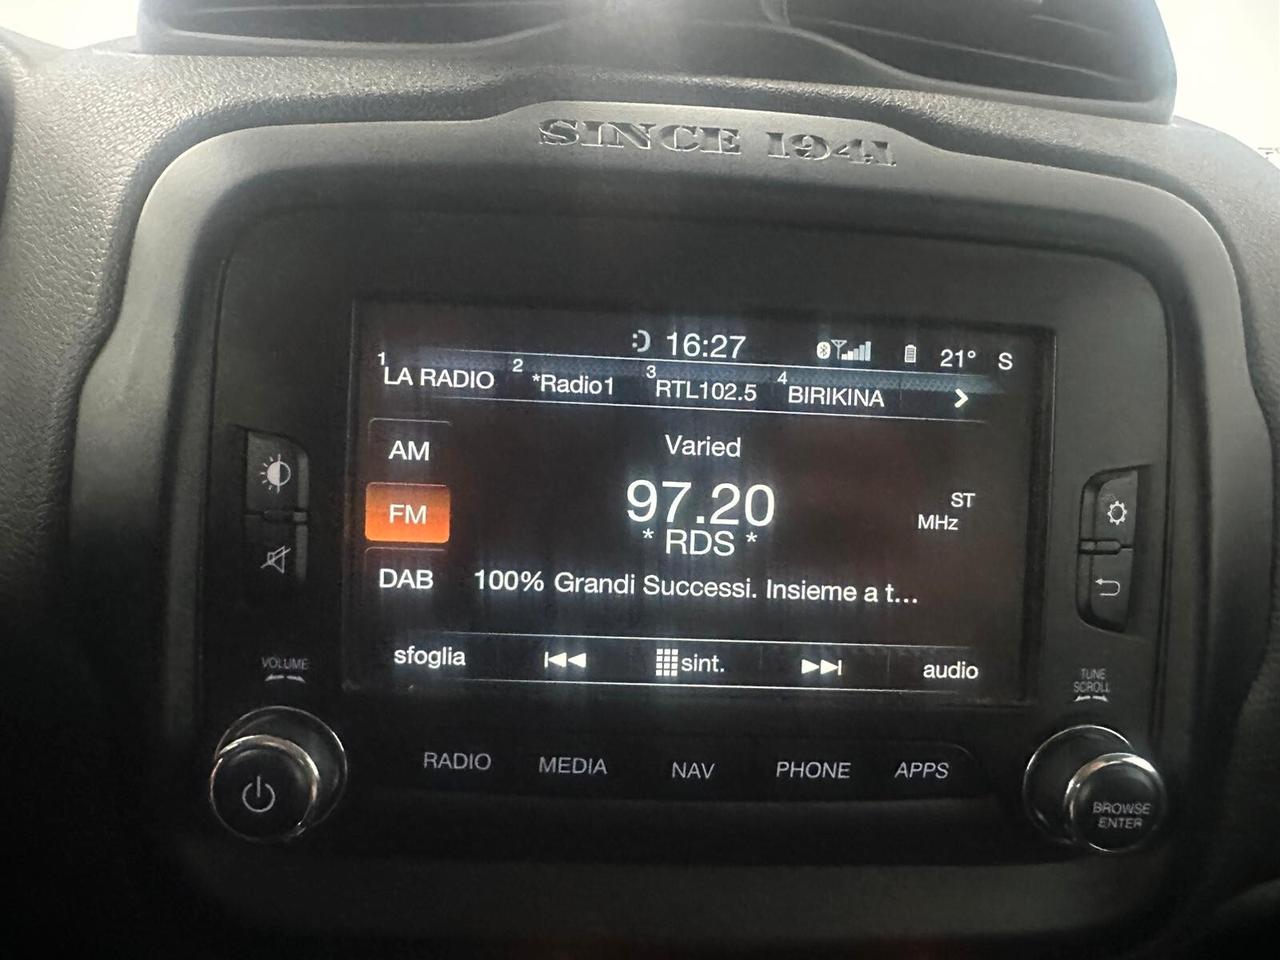 SINCE 1941
16:27 21° S
1 LA RADIO 2 *Radio1 3 RTL102.5 4 BIRIKINA
AM
Varied
FM
97.20
ST
MHz
* RDS *
DAB
100% Grandi Successi. Insieme a t...
sfoglia sint. audio
VOLUME
TUNE
SCROLL
RADIO MEDIA NAV PHONE APPS
BROWSE
ENTER